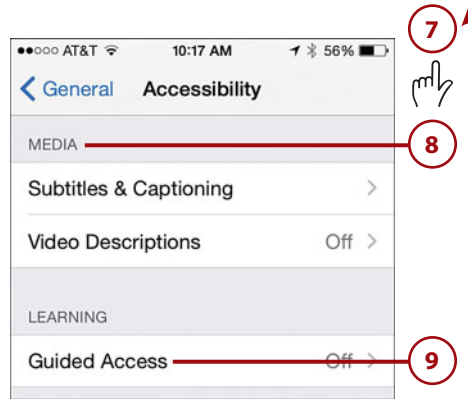 7
AT&T 10:17 AM 56%
General Accessibility
MEDIA 8
Subtitles & Captioning
Video Descriptions Off
LEARNING
Guided Access Off 9